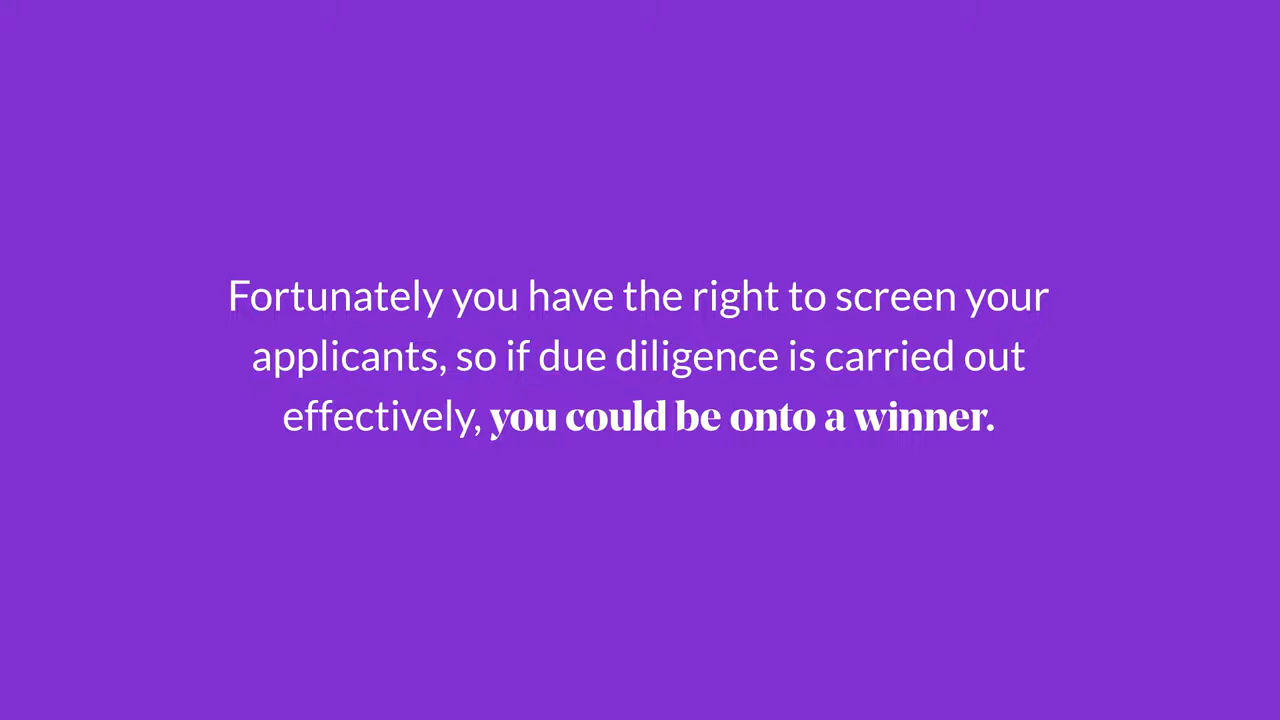 Fortunately you have the right to screen your
applicants, so if due diligence is carried out
effectively, you could be onto a winner.